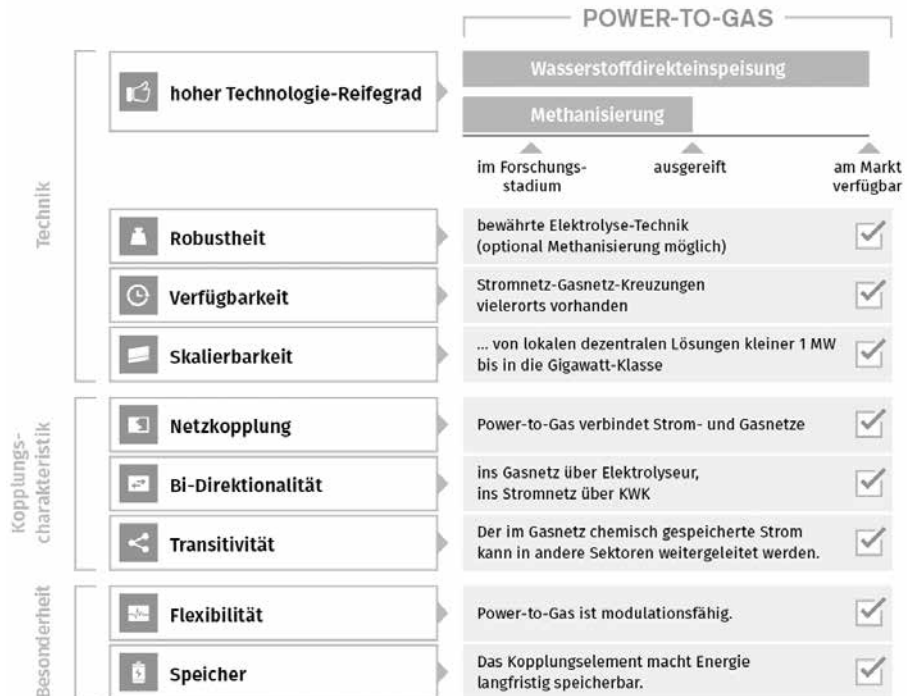 POWER-TO-GAS
Technik
hoher Technologie-Reifegrad
Wasserstoffdirekteinspeisung
Methanisierung
im Forschungs-
stadium
ausgereift
am Markt
verfügbar
Robustheit
bewährte Elektrolyse-Technik
(optional Methanisierung möglich)
Verfügbarkeit
Stromnetz-Gasnetz-Kreuzungen
vielerorts vorhanden
Skalierbarkeit
... von lokalen dezentralen Lösungen kleiner 1 MW
bis in die Gigawatt-Klasse
Kopplungs-
charakteristik
Netzkopplung
Power-to-Gas verbindet Strom- und Gasnetze
Bi-Direktionalität
ins Gasnetz über Elektrolyseur,
ins Stromnetz über KWK
Transitivität
Der im Gasnetz chemisch gespeicherte Strom
kann in andere Sektoren weitergeleitet werden.
Besonderheit
Flexibilität
Power-to-Gas ist modulationsfähig.
Speicher
Das Kopplungselement macht Energie
langfristig speicherbar.